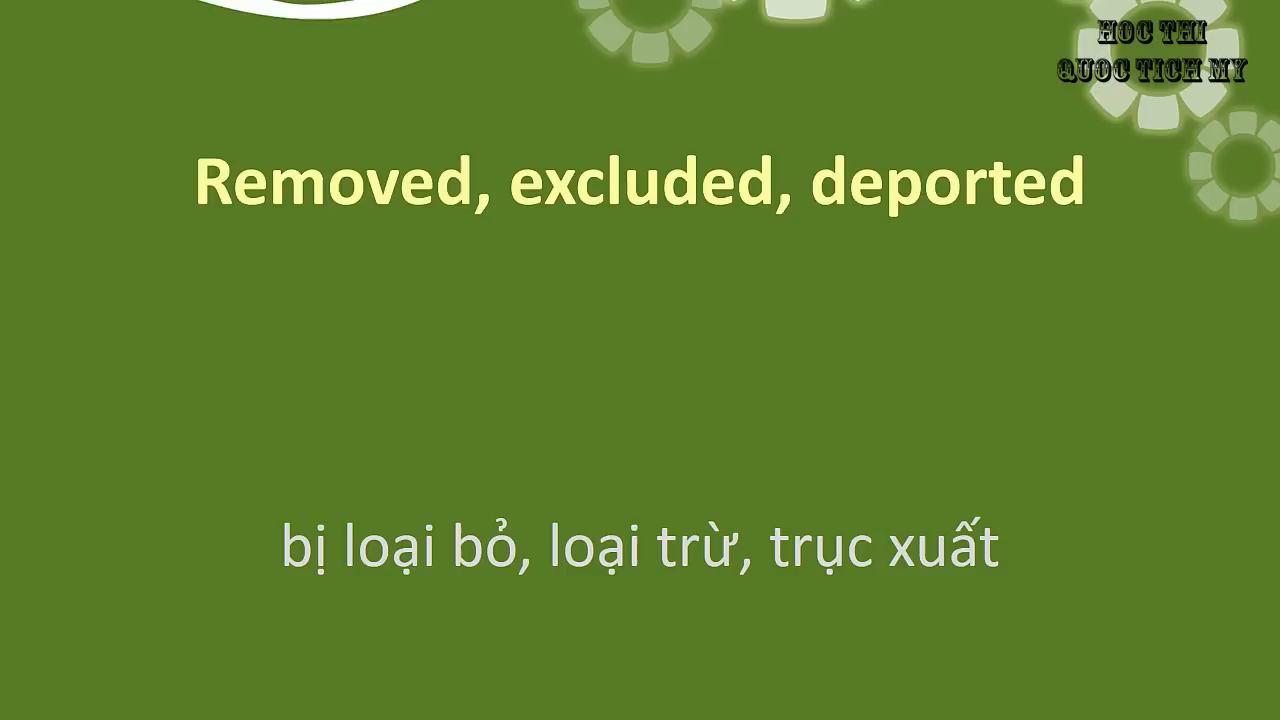 HOC THI
QUOC TICH MY
Removed, excluded, deported
bị loại bỏ, loại trừ, trục xuất